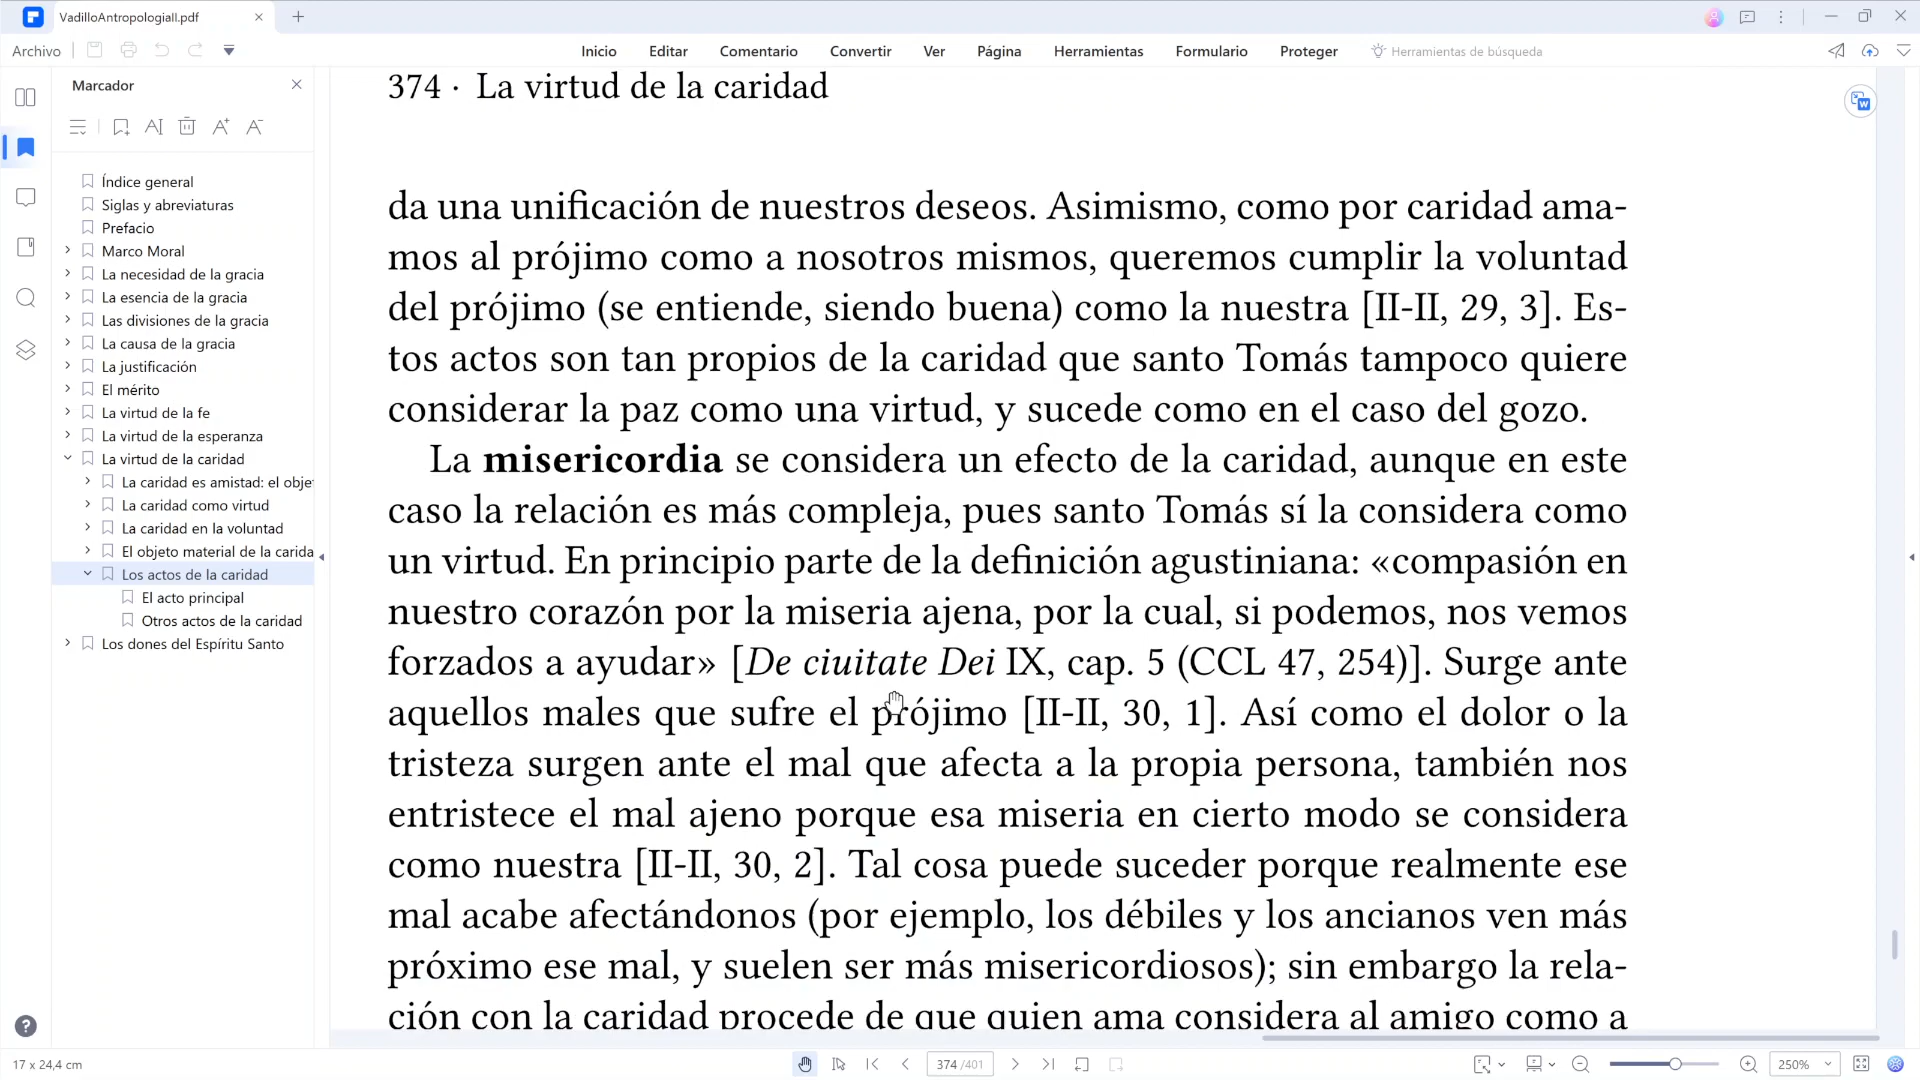 VadilloAntropologiaII.pdf
Archivo
Inicio
Editar
Comentario
Convertir
Ver
Página
Herramientas
Formulario
Proteger
Herramientas de búsqueda
Marcador
Índice general
Siglas y abreviaturas
Prefacio
Marco Moral
La necesidad de la gracia
La esencia de la gracia
Las divisiones de la gracia
La causa de la gracia
La justificación
El mérito
La virtud de la fe
La virtud de la esperanza
La virtud de la caridad
La caridad es amistad: el obje
La caridad como virtud
La caridad en la voluntad
El objeto material de la carida
Los actos de la caridad
El acto principal
Otros actos de la caridad
Los dones del Espíritu Santo
374 · La virtud de la caridad
da una unificación de nuestros deseos. Asimismo, como por caridad ama-
mos al prójimo como a nosotros mismos, queremos cumplir la voluntad
del prójimo (se entiende, siendo buena) como la nuestra [II-II, 29, 3]. Es-
tos actos son tan propios de la caridad que santo Tomás tampoco quiere
considerar la paz como una virtud, y sucede como en el caso del gozo.
La misericordia se considera un efecto de la caridad, aunque en este
caso la relación es más compleja, pues santo Tomás sí la considera como
un virtud. En principio parte de la definición agustiniana: «compasión en
nuestro corazón por la miseria ajena, por la cual, si podemos, nos vemos
forzados a ayudar» [De ciuitate Dei IX, cap. 5 (CCL 47, 254)]. Surge ante
aquellos males que sufre el prójimo [II-II, 30, 1]. Así como el dolor o la
tristeza surgen ante el mal que afecta a la propia persona, también nos
entristece el mal ajeno porque esa miseria en cierto modo se considera
como nuestra [II-II, 30, 2]. Tal cosa puede suceder porque realmente ese
mal acabe afectándonos (por ejemplo, los débiles y los ancianos ven más
próximo ese mal, y suelen ser más misericordiosos); sin embargo la rela-
ción con la caridad procede de que quien ama considera al amigo como a
17 x 24,4 cm
374 /401
250%